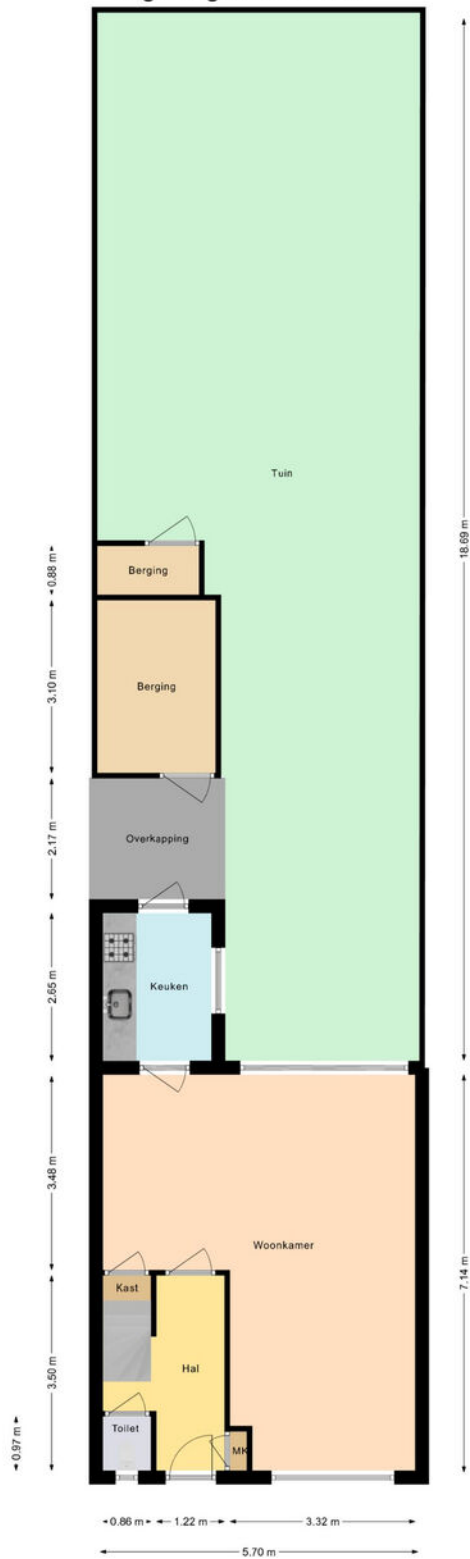 Tuin
18.69 m
Berging
0.88 m
Berging
3.10 m
Overkapping
2.17 m
Keuken
2.65 m
Woonkamer
3.48 m
7.14 m
Kast
Hal
3.50 m
Toilet
MK
0.97 m
0.86 m
1.22 m
3.32 m
5.70 m